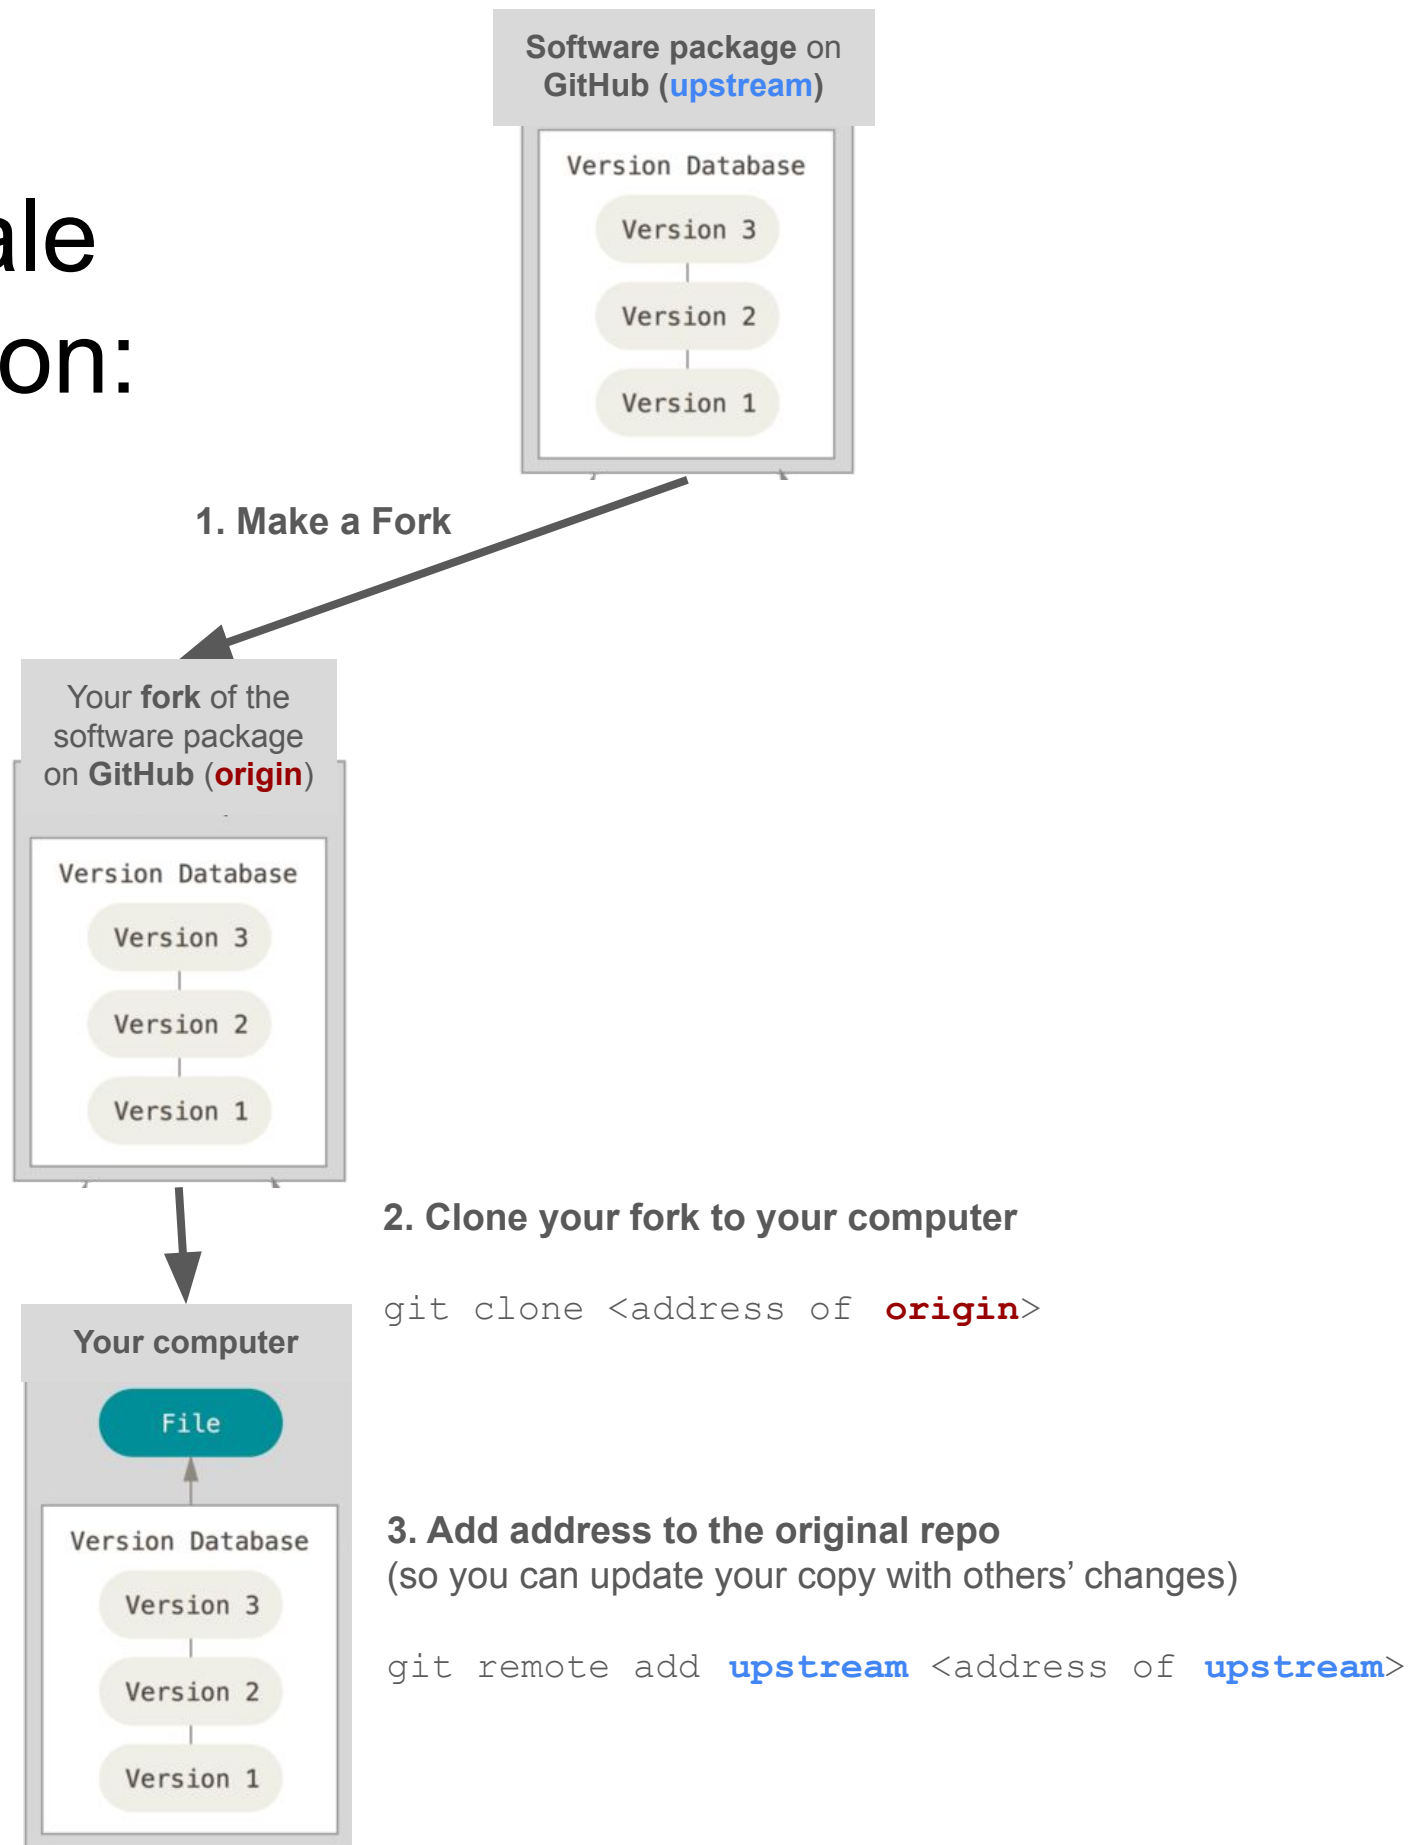 Software package on
GitHub (upstream)
Version Database
Version 3
Version 2
Version 1
ale
on:
1. Make a Fork
Your fork of the
software package
on GitHub (origin)
Version Database
Version 3
Version 2
Version 1
2. Clone your fork to your computer
git clone <address of origin>
Your computer
File
Version Database
Version 3
Version 2
Version 1
3. Add address to the original repo
(so you can update your copy with others’ changes)
git remote add upstream <address of upstream>